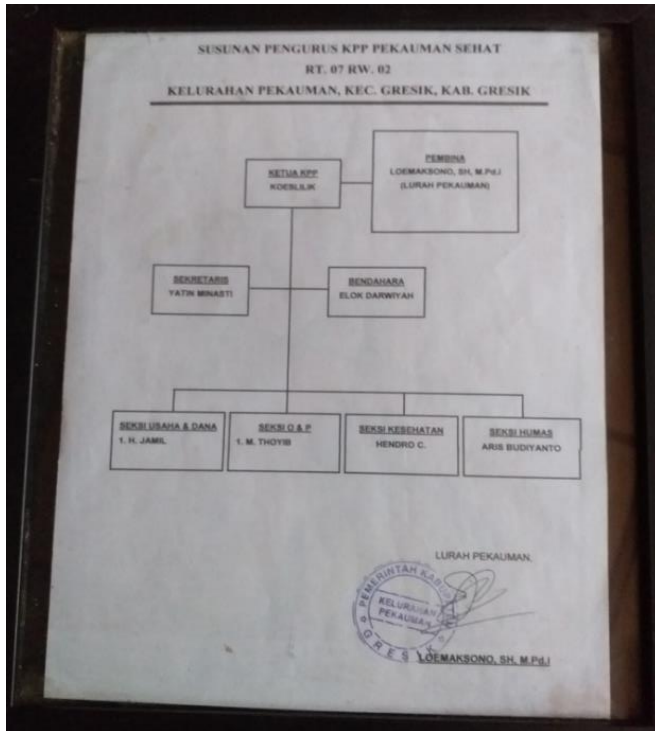 SUSUNAN PENGURUS KPP PEKAUMAN SEHAT
RT. 07 RW. 02
KELURAHAN PEKAUMAN, KEC. GRESIK, KAB. GRESIK
KETUA KPP
KOESLILIK
PEMBINA
LOEMAKSONO, SH, M.Pd.I
(LURAH PEKAUMAN)
SEKRETARIS
YATIN MINASTI
BENDAHARA
ELOK DARWIYAH
SEKSI USAHA & DANA
1. H. JAMIL
SEKSI O & P
1. M. THOYIB
SEKSI KESEHATAN
HENDRO C.
SEKSI HUMAS
ARIS BUDIYANTO
LURAH PEKAUMAN.
PEMERINTAH
KELURAHAN
PEKAUMAN
GRESIK
LOEMAKSONO, SH, M.Pd.I